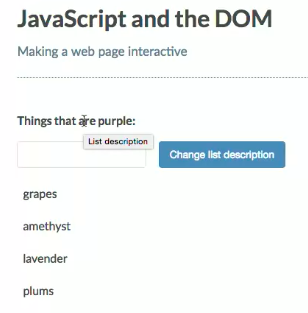 JavaScript and the DOM
Making a web page interactive
Things that are purple:
List description
Change list description
grapes
amethyst
lavender
plums